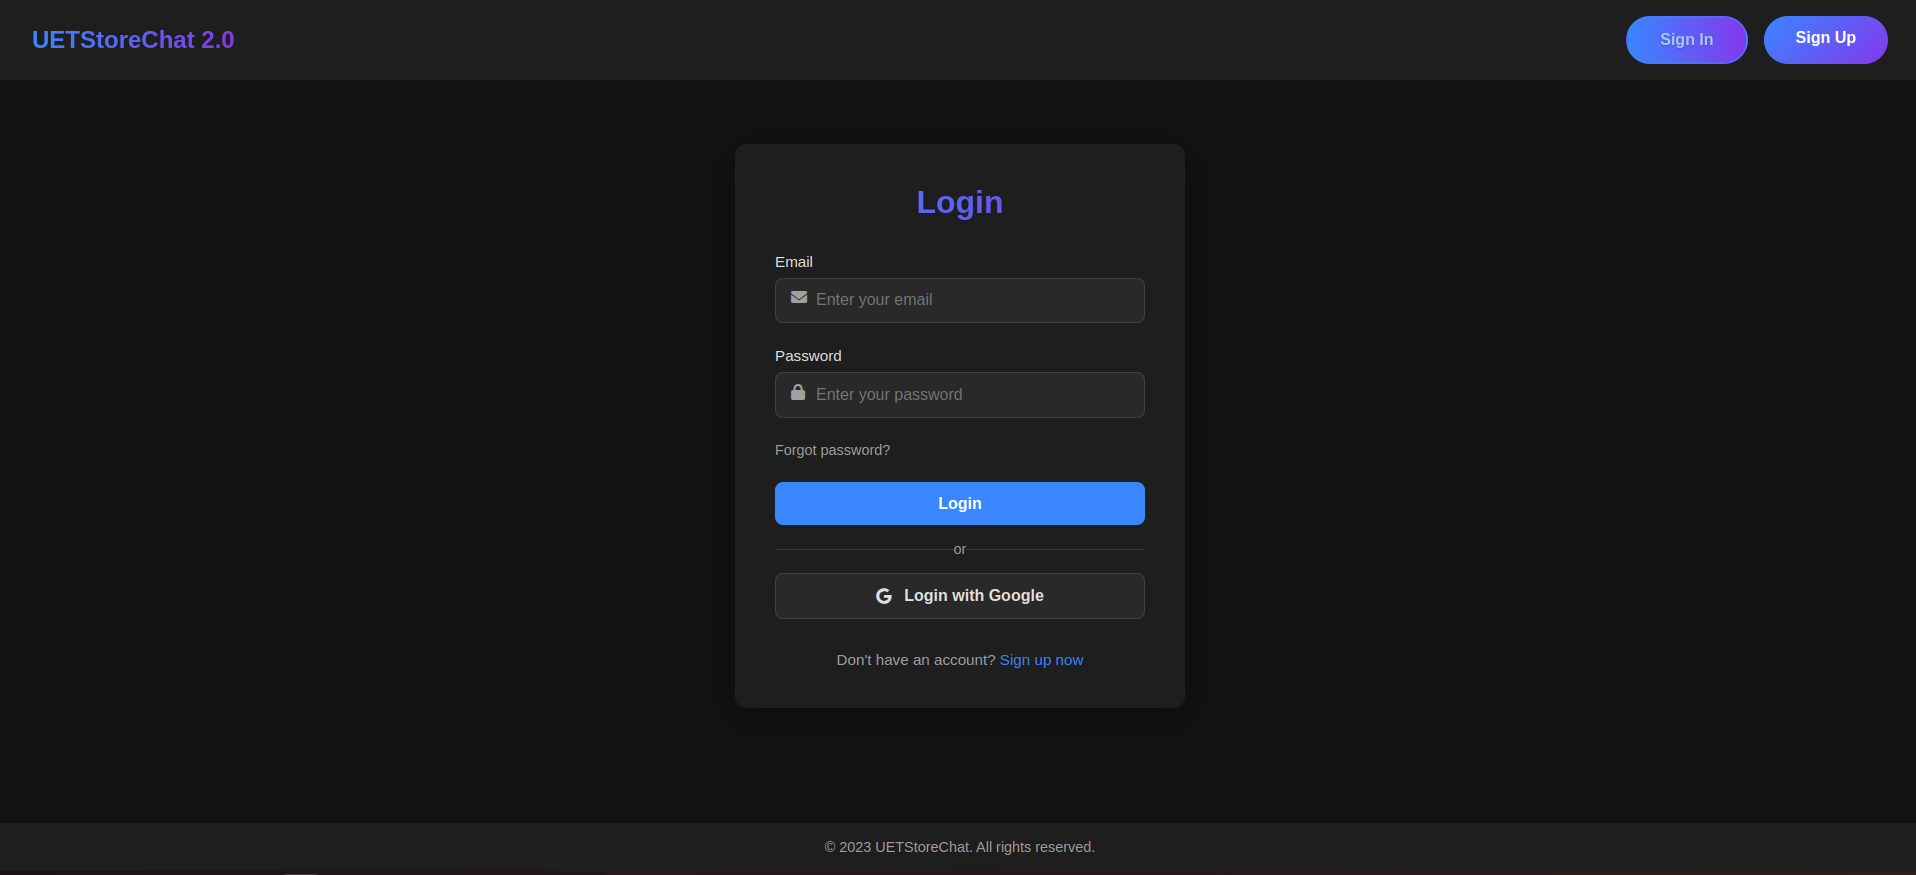 UETStoreChat 2.0
Sign In
Sign Up
Login
Email
Enter your email
Password
Enter your password
Forgot password?
Login
or
Login with Google
Don't have an account? Sign up now
© 2023 UETStoreChat. All rights reserved.